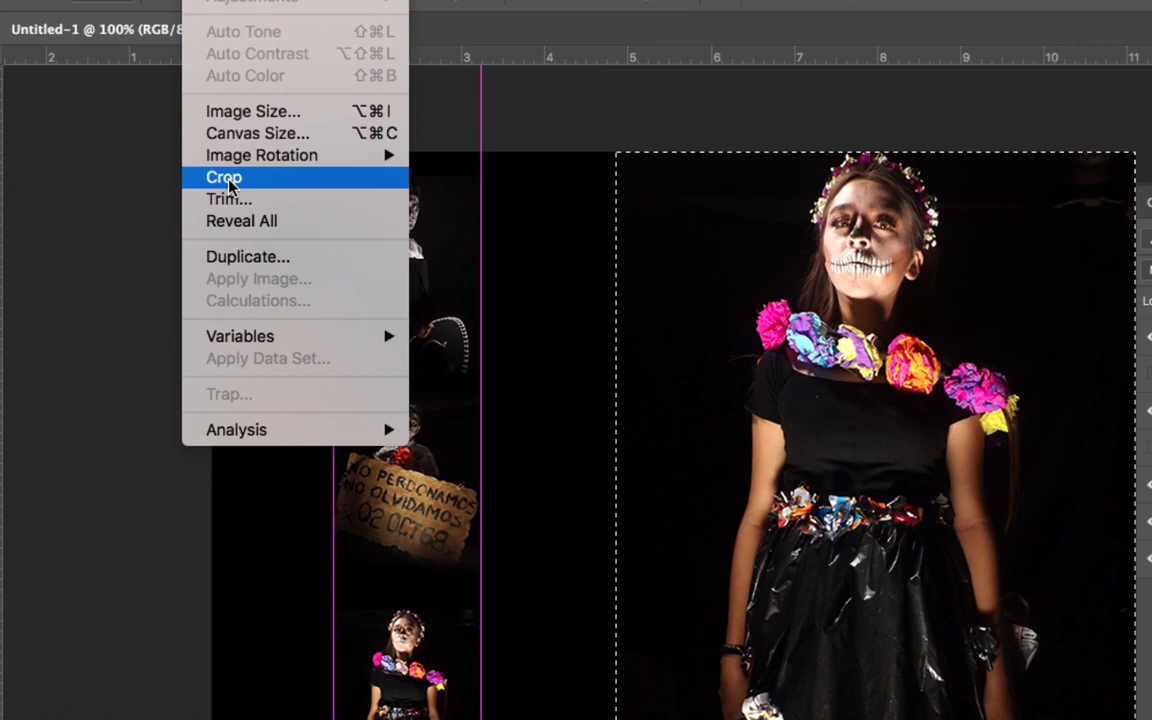 Untitled-1 @ 100% (RGB/8
2 1 3 4 5 6 7 8 9 10 11
Auto Tone ⇧⌘L
Auto Contrast ⌥⇧⌘L
Auto Color ⇧⌘B
Image Size... ⌥⌘I
Canvas Size... ⌥⌘C
Image Rotation
Crop
Trim...
Reveal All
Duplicate...
Apply Image...
Calculations...
Variables
Apply Data Set...
Trap...
Analysis
NO PERDONAMOS
NO OLVIDAMOS
02 OCT68